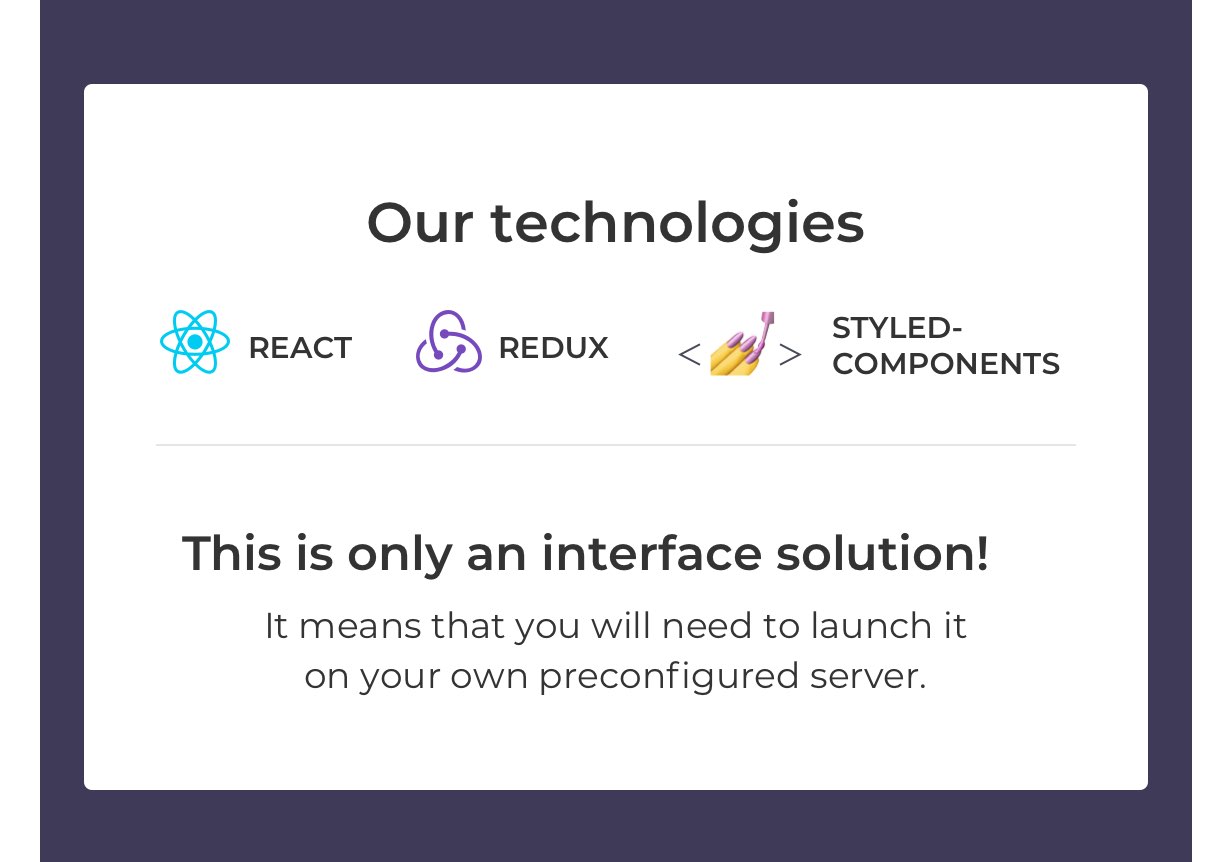 Our technologies
REACT
REDUX
< >
STYLED-
COMPONENTS
This is only an interface solution!
It means that you will need to launch it
on your own preconfigured server.